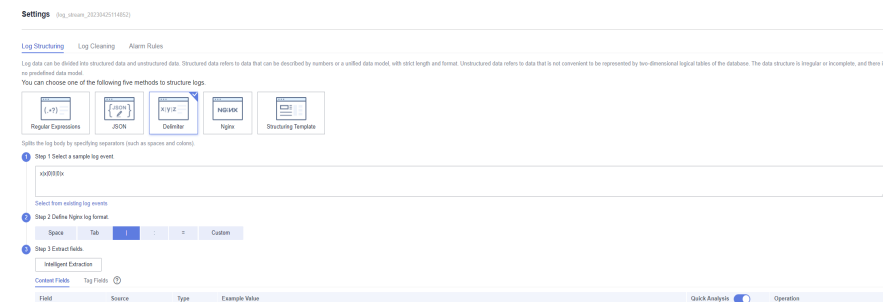 Settings (log_stream_20230425114652)
Log Structuring Log Cleaning Alarm Rules
Log data can be divided into structured data and unstructured data. Structured data refers to data that can be described by numbers or a unified data model, with strict length and format. Unstructured data refers to data that is not convenient to be represented by two-dimensional logical tables of the database. The data structure is irregular or incomplete, and there i
no predefined data model.
You can choose one of the following five methods to structure logs.
{.+?} {JSON} x|y|z NGiNX
Regular Expressions JSON Delimiter Nginx Structuring Template
Splits the log body by specifying separators (such as spaces and colons).
1 Step 1 Select a sample log event.
Select from existing log events
2 Step 2 Define Nginx log format.
Space Tab | : = Custom
3 Step 3 Extract fields.
Intelligent Extraction
Content Fields Tag Fields ?
Field Source Type Example Value Quick Analysis Operation